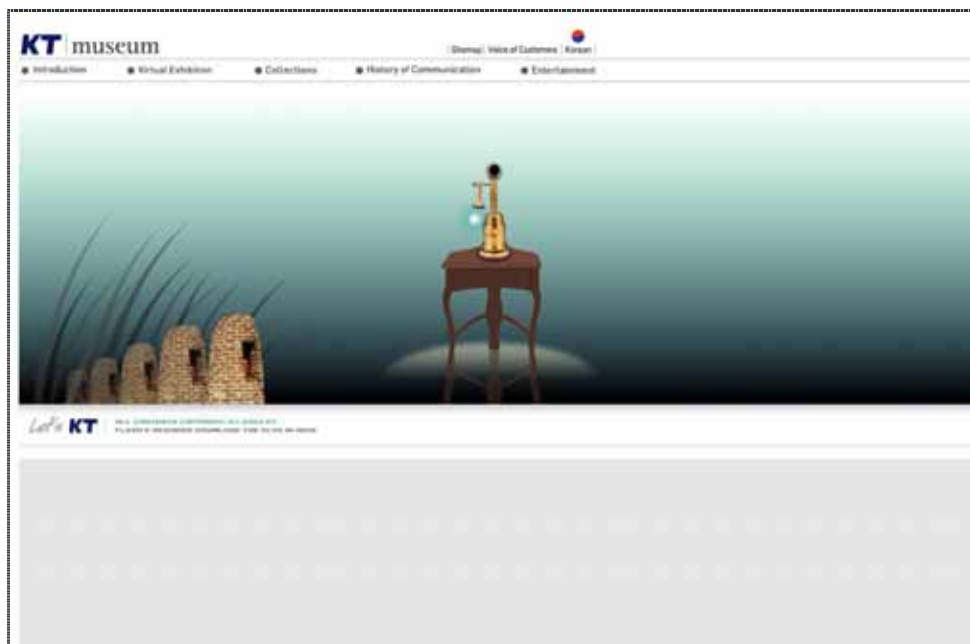 KT museum
Sitemap Voice of Customers Korean
Introduction Virtual Exhibition Collections History of Communication Entertainment
Let's KT